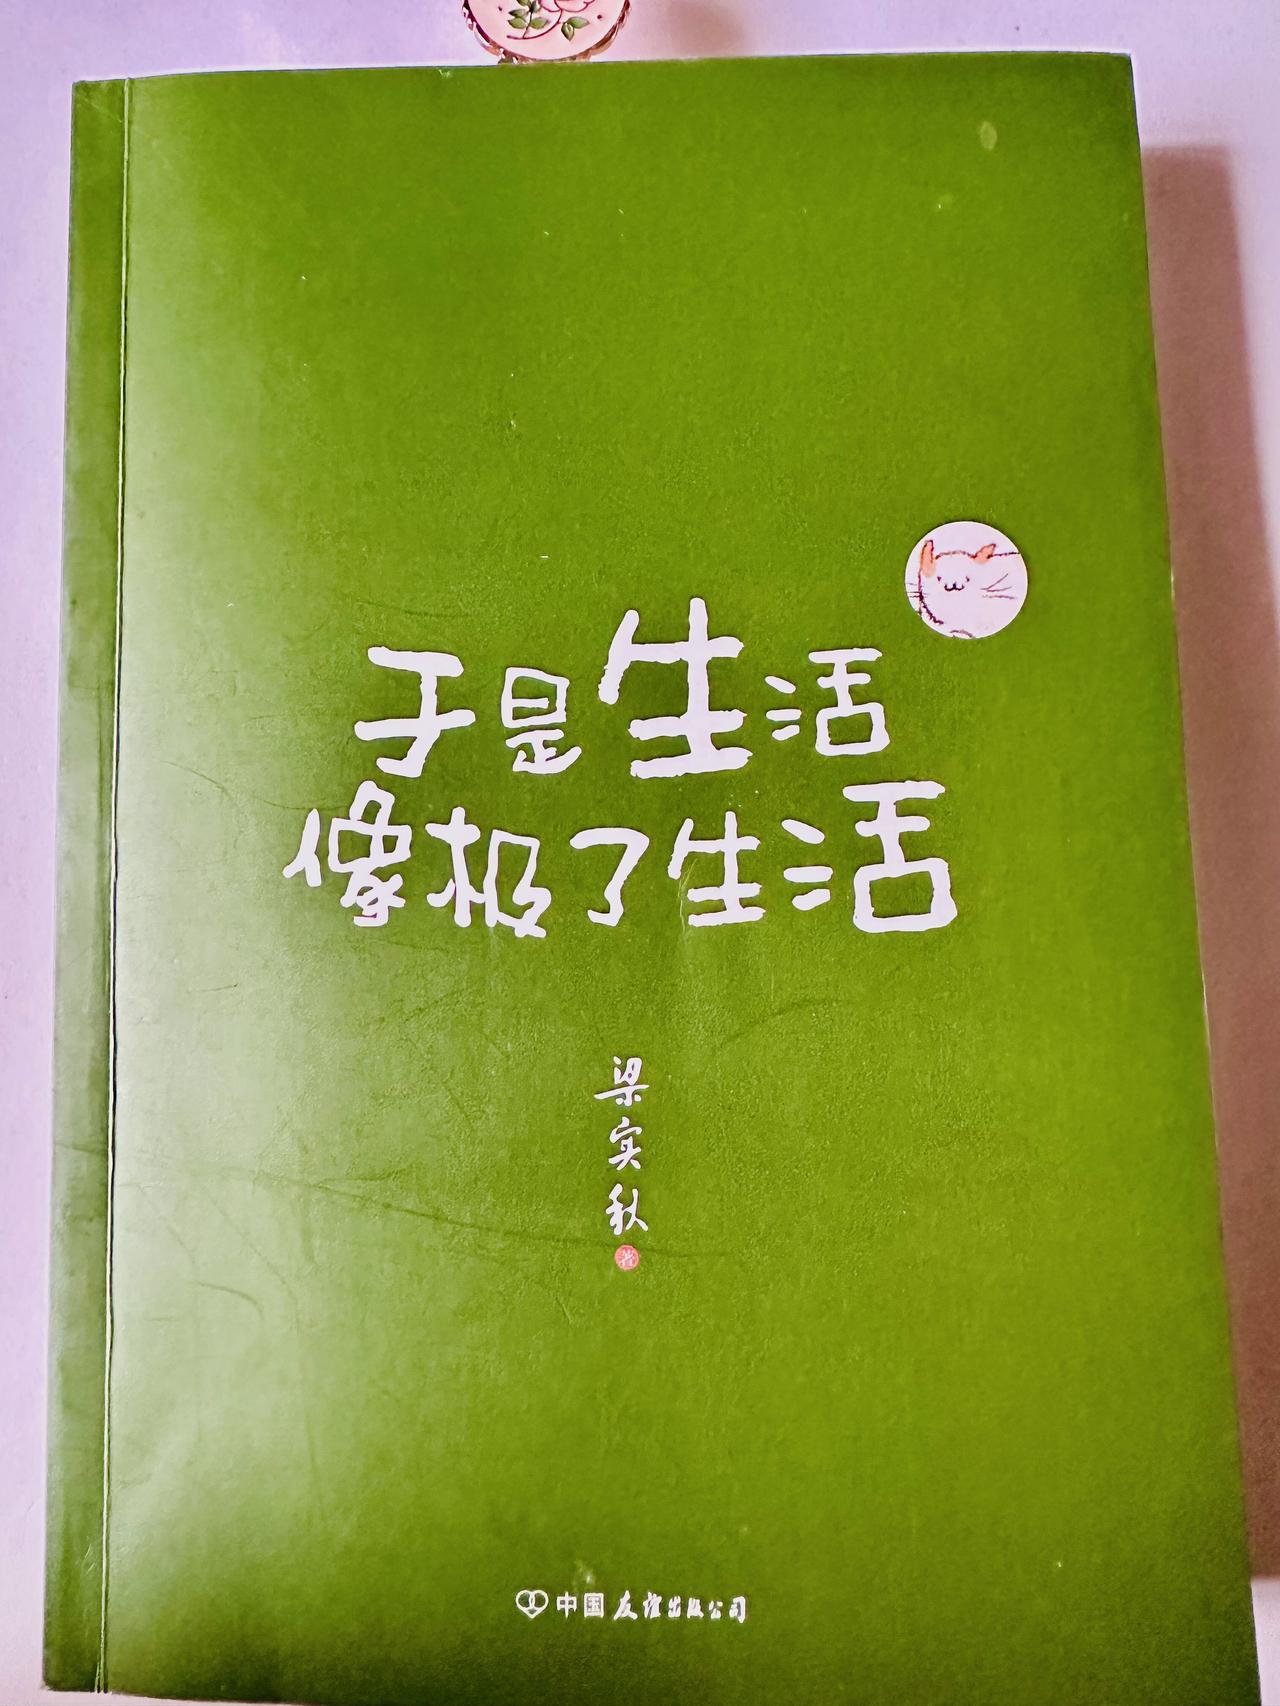 于是生活
像极了生活
梁实秋
著
中国友谊出版公司